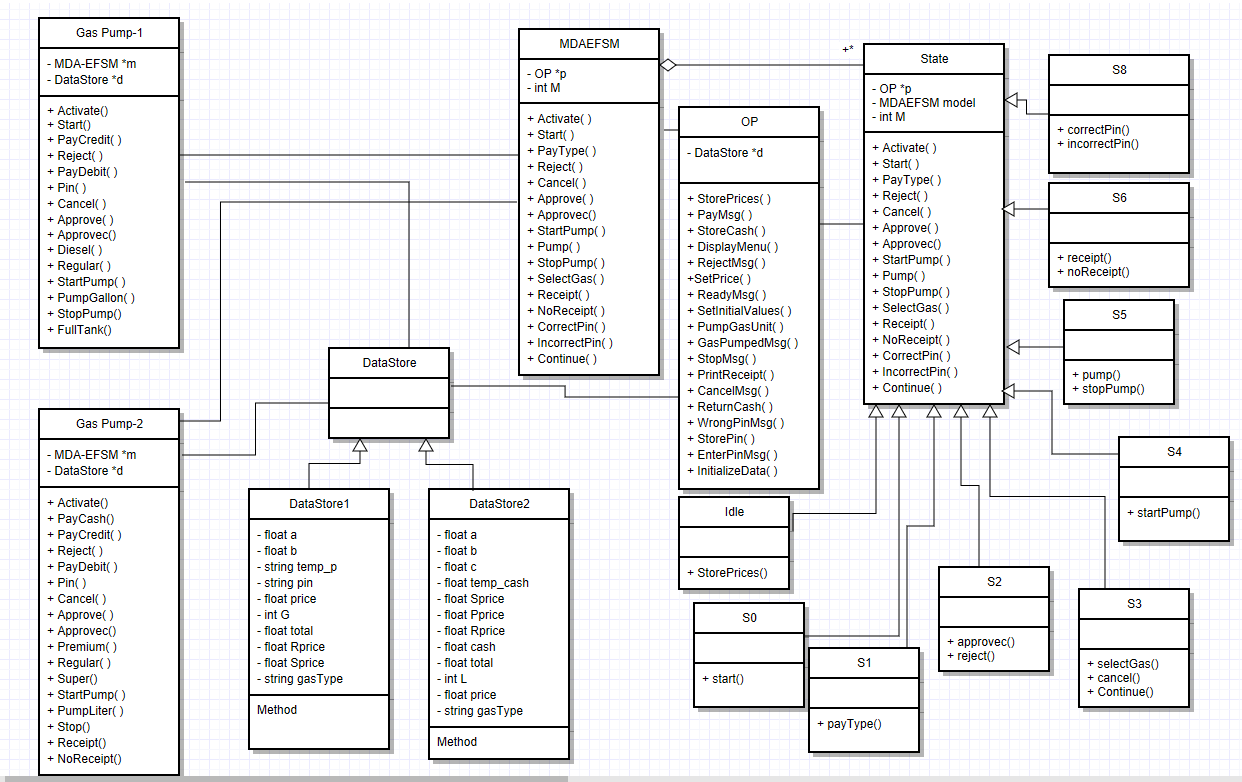 Gas Pump-1
- MDA-EFSM *m
- DataStore *d
+ Activate()
+ Start()
+ PayCredit( )
+ Reject( )
+ PayDebit( )
+ Pin( )
+ Cancel( )
+ Approve( )
+ Approvec()
+ Diesel( )
+ Regular( )
+ StartPump( )
+ PumpGallon( )
+ StopPump()
+ FullTank()
Gas Pump-2
- MDA-EFSM *m
- DataStore *d
+ Activate()
+ PayCash()
+ PayCredit( )
+ Reject( )
+ PayDebit( )
+ Pin( )
+ Cancel( )
+ Approve( )
+ Approvec()
+ Premium( )
+ Regular( )
+ Super()
+ StartPump( )
+ PumpLiter( )
+ Stop()
+ Receipt()
+ NoReceipt()
DataStore
DataStore1
- float a
- float b
- string temp_p
- string pin
- float price
- int G
- float total
- float Rprice
- float Sprice
- string gasType
Method
DataStore2
- float a
- float b
- float c
- float temp_cash
- float Sprice
- float Pprice
- float Rprice
- float cash
- float total
- int L
- float price
- string gasType
Method
MDAEFSM
- OP *p
- int M
+ Activate( )
+ Start( )
+ PayType( )
+ Reject( )
+ Cancel( )
+ Approve( )
+ Approvec()
+ StartPump( )
+ Pump( )
+ StopPump( )
+ SelectGas( )
+ Receipt( )
+ NoReceipt( )
+ CorrectPin( )
+ IncorrectPin( )
+ Continue( )
OP
- DataStore *d
+ StorePrices( )
+ PayMsg( )
+ StoreCash( )
+ DisplayMenu( )
+ RejectMsg( )
+SetPrice( )
+ ReadyMsg( )
+ SetInitialValues( )
+ PumpGasUnit( )
+ GasPumpedMsg( )
+ StopMsg( )
+ PrintReceipt( )
+ CancelMsg( )
+ ReturnCash( )
+ WrongPinMsg( )
+ StorePin( )
+ EnterPinMsg( )
+ InitializeData( )
+*
State
- OP *p
- MDAEFSM model
- int M
+ Activate( )
+ Start( )
+ PayType( )
+ Reject( )
+ Cancel( )
+ Approve( )
+ Approvec()
+ StartPump( )
+ Pump( )
+ StopPump( )
+ SelectGas( )
+ Receipt( )
+ NoReceipt( )
+ CorrectPin( )
+ IncorrectPin( )
+ Continue( )
S8
+ correctPin()
+ incorrectPin()
S6
+ receipt()
+ noReceipt()
S5
+ pump()
+ stopPump()
S4
+ startPump()
Idle
+ StorePrices()
S0
+ start()
S1
+ payType()
S2
+ approvec()
+ reject()
S3
+ selectGas()
+ cancel()
+ Continue()